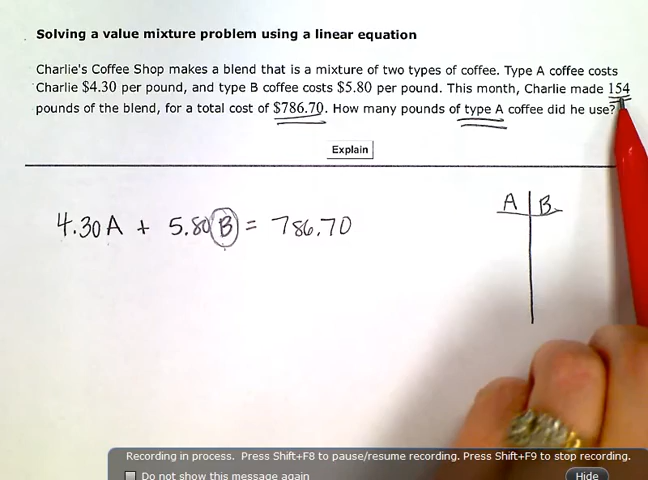 Solving a value mixture problem using a linear equation
Charlie's Coffee Shop makes a blend that is a mixture of two types of coffee. Type A coffee costs
Charlie $4.30 per pound, and type B coffee costs $5.80 per pound. This month, Charlie made 154
pounds of the blend, for a total cost of $786.70. How many pounds of type A coffee did he use?
Explain
4.30A + 5.80B = 786.70
A B
Recording in process. Press Shift+F8 to pause/resume recording. Press Shift+F9 to stop recording.
Do not show this message again
Hide